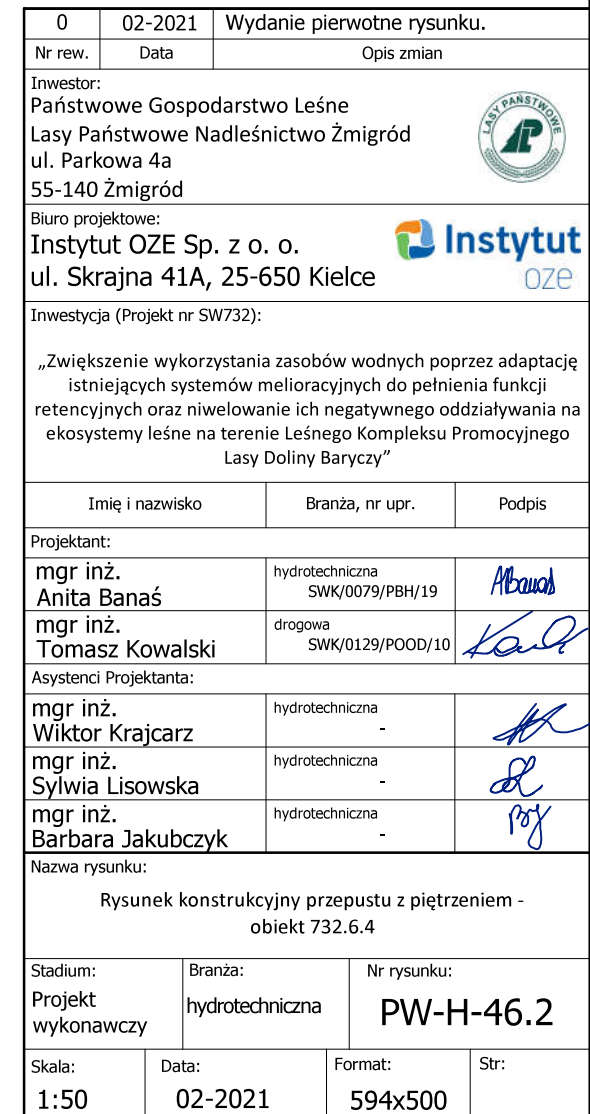 0 02-2021 Wydanie pierwotne rysunku.
Nr rew. Data Opis zmian
Inwestor:
Państwowe Gospodarstwo Leśne
Lasy Państwowe Nadleśnictwo Żmigród
ul. Parkowa 4a
55-140 Żmigród
LASY PAŃSTWOWE
Biuro projektowe:
Instytut OZE Sp. z o. o.
ul. Skrajna 41A, 25-650 Kielce
Instytut
oze
Inwestycja (Projekt nr SW732):
„Zwiększenie wykorzystania zasobów wodnych poprzez adaptację
istniejących systemów melioracyjnych do pełnienia funkcji
retencyjnych oraz niwelowanie ich negatywnego oddziaływania na
ekosystemy leśne na terenie Leśnego Kompleksu Promocyjnego
Lasy Doliny Baryczy”
Imię i nazwisko Branża, nr upr. Podpis
Projektant:
mgr inż.
Anita Banaś
hydrotechniczna
SWK/0079/PBH/19
ABanaś
mgr inż.
Tomasz Kowalski
drogowa
SWK/0129/POOD/10
Asystenci Projektanta:
mgr inż.
Wiktor Krajcarz
hydrotechniczna
-
mgr inż.
Sylwia Lisowska
hydrotechniczna
-
mgr inż.
Barbara Jakubczyk
hydrotechniczna
-
BJ
Nazwa rysunku:
Rysunek konstrukcyjny przepustu z piętrzeniem -
obiekt 732.6.4
Stadium:
Projekt
wykonawczy
Branża:
hydrotechniczna
Nr rysunku:
PW-H-46.2
Skala:
1:50
Data:
02-2021
Format:
594x500
Str: